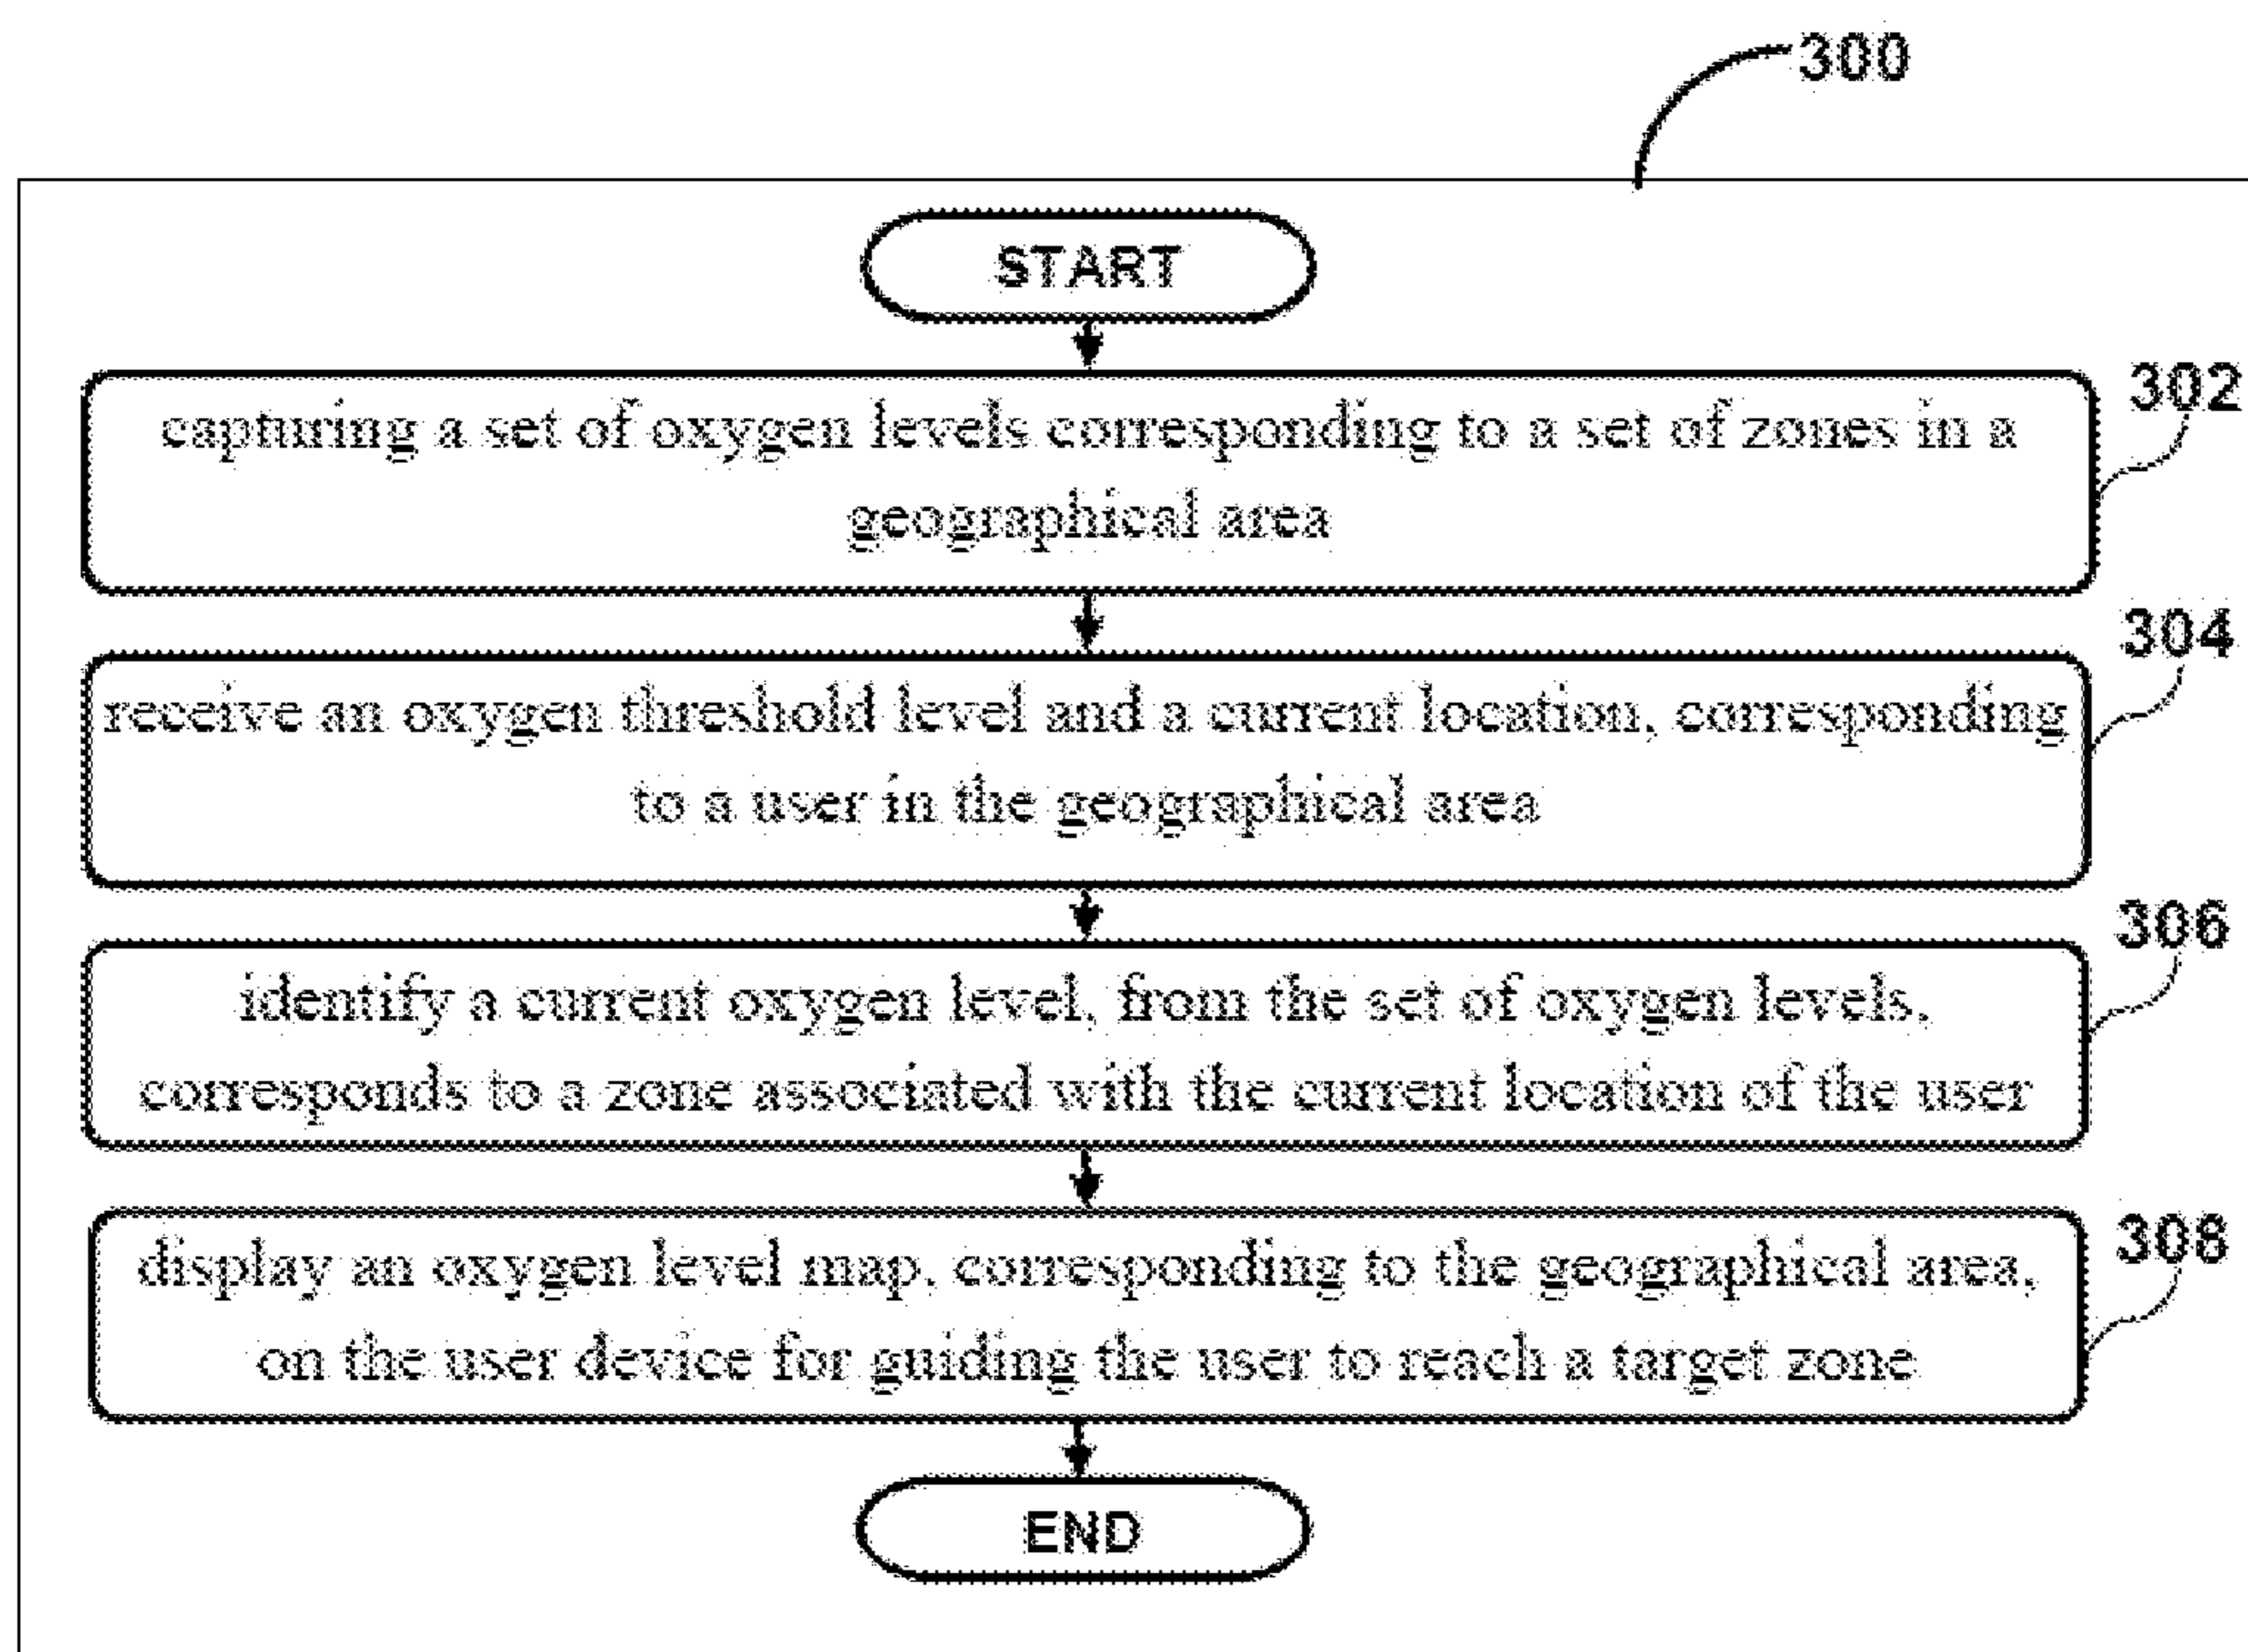 300
START
302
capturing a set of oxygen levels corresponding to a set of zones in a
geographical area
304
receive an oxygen threshold level and a current location, corresponding
to a user in the geographical area
306
identify a current oxygen level, from the set of oxygen levels,
corresponds to a zone associated with the current location of the user
308
display an oxygen level map, corresponding to the geographical area,
on the user device for guiding the user to reach a target zone
END